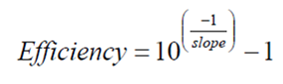 Efficiency = 10^(-1/slope) - 1